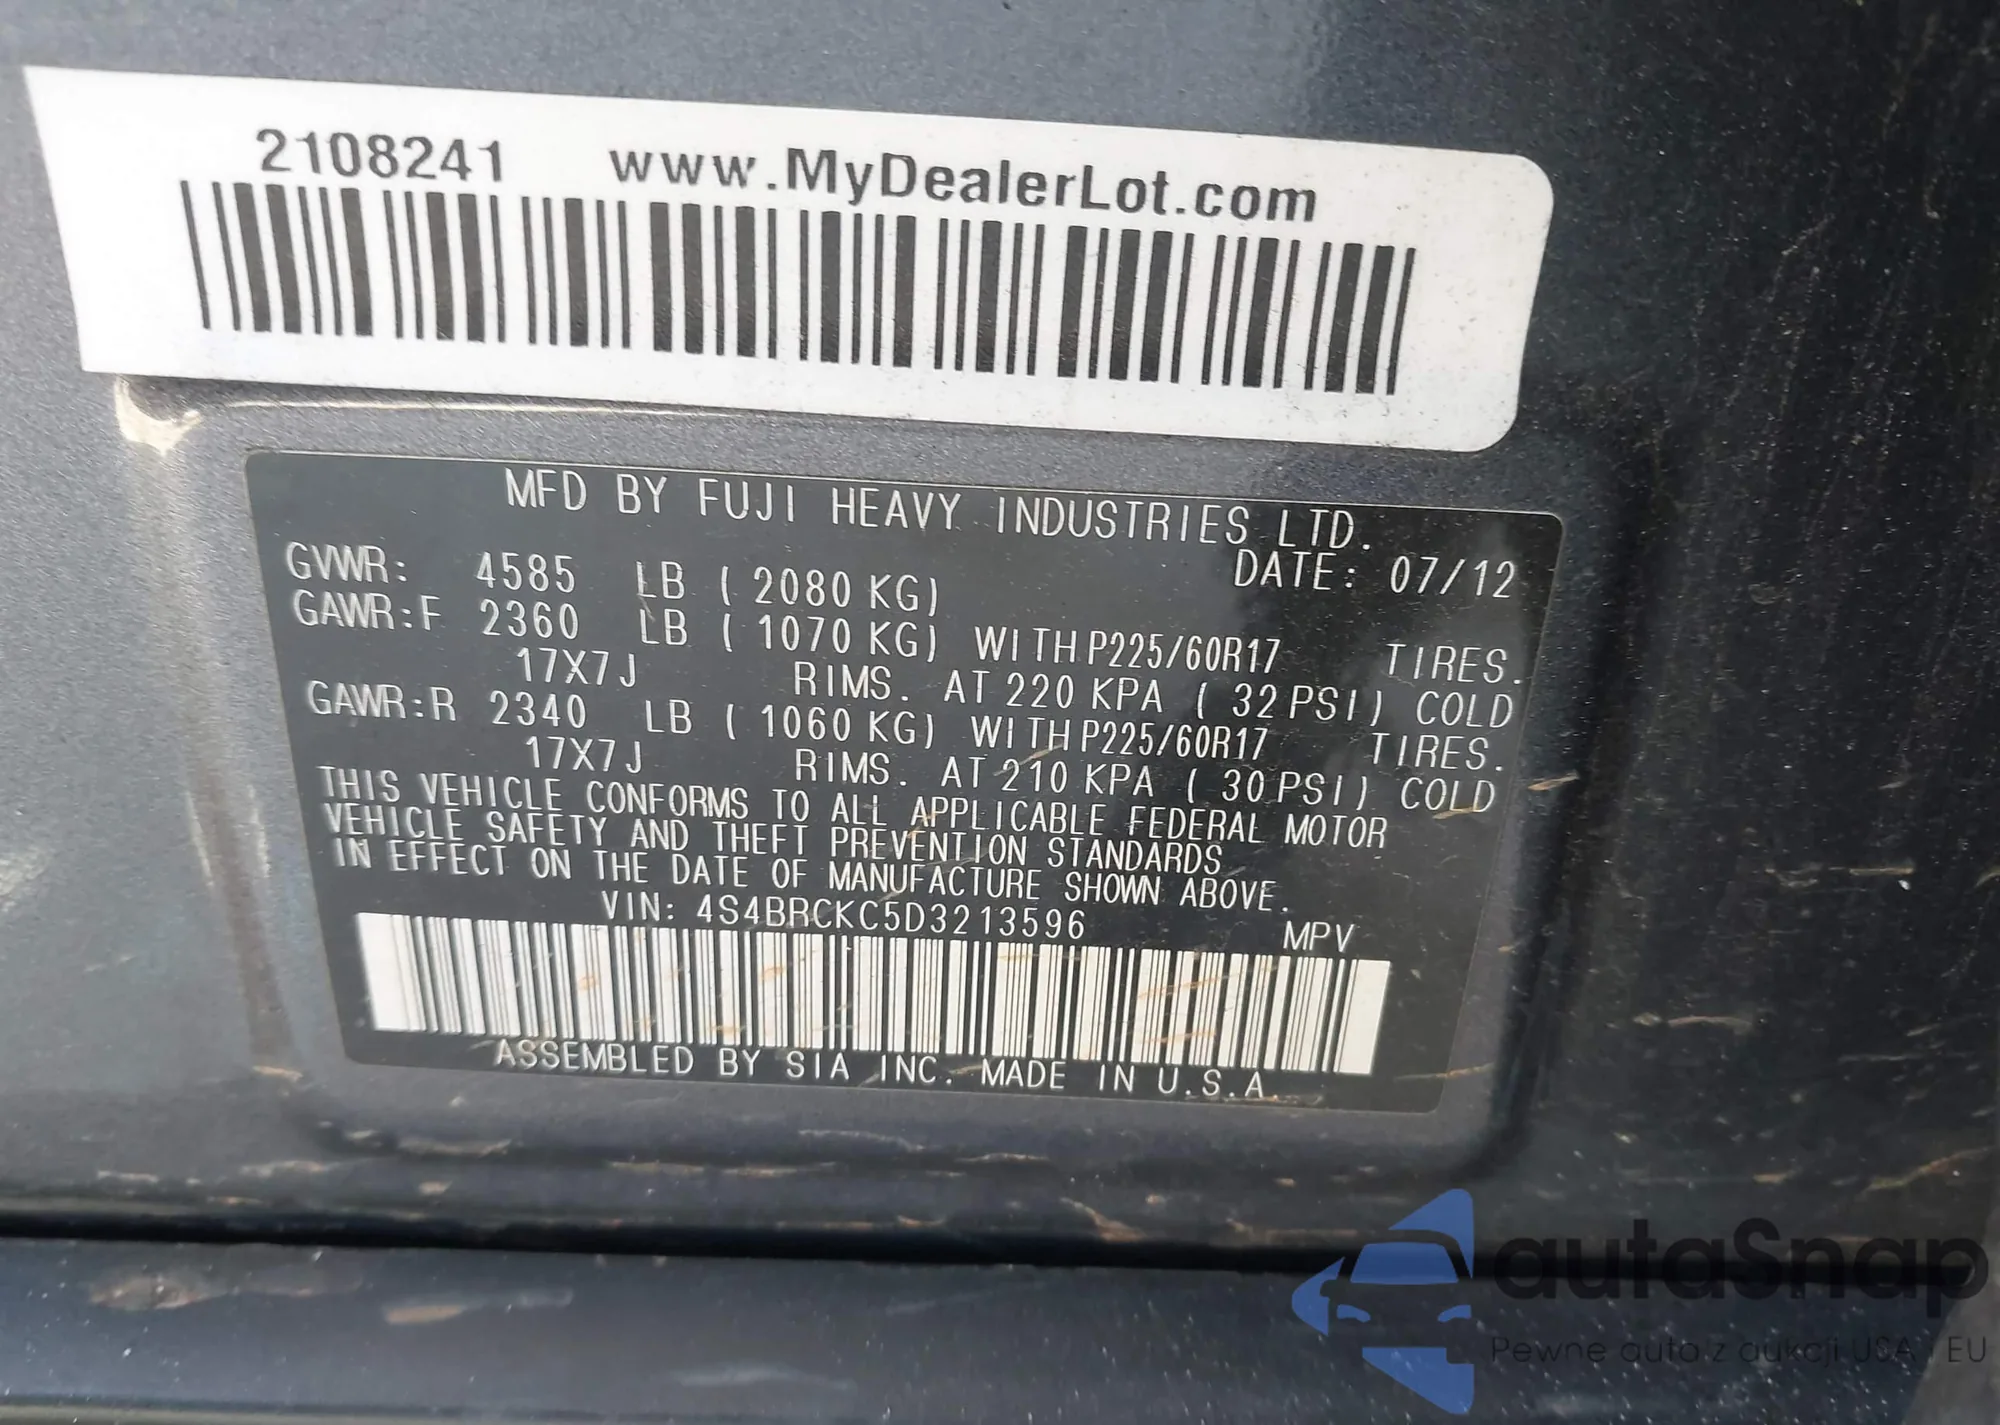 2108241 www.MyDealerLot.com
MFD BY FUJI HEAVY INDUSTRIES LTD.
DATE: 07/12
GVWR: 4585 LB ( 2080 KG)
GAWR:F 2360 LB ( 1070 KG) WITH P225/60R17 TIRES.
17X7J RIMS. AT 220 KPA ( 32 PSI) COLD
GAWR:R 2340 LB ( 1060 KG) WITH P225/60R17 TIRES.
17X7J RIMS. AT 210 KPA ( 30 PSI) COLD
THIS VEHICLE CONFORMS TO ALL APPLICABLE FEDERAL MOTOR
VEHICLE SAFETY AND THEFT PREVENTION STANDARDS
IN EFFECT ON THE DATE OF MANUFACTURE SHOWN ABOVE.
VIN: 4S4BRCKC5D3213596 MPV
ASSEMBLED BY SIA INC. MADE IN U.S.A.
autoSnap
Pewne auta z aukcji USA i EU